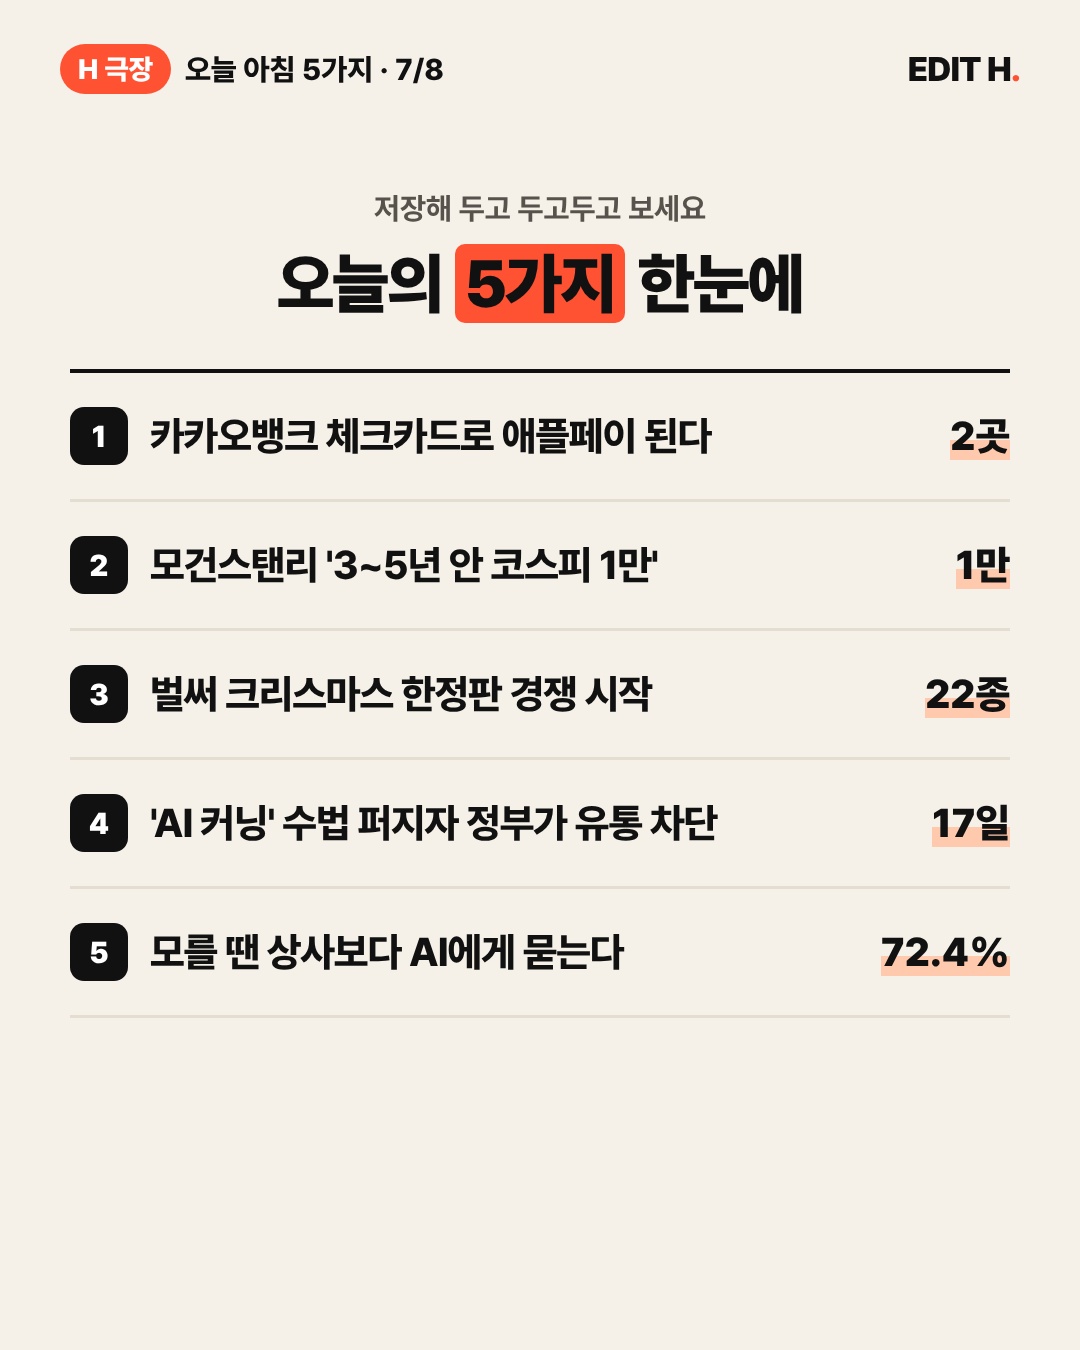 H 극장 오늘 아침 5가지 · 7/8 EDIT H.
저장해 두고 두고두고 보세요
오늘의 5가지 한눈에
1 카카오뱅크 체크카드로 애플페이 된다 2곳
2 모건스탠리 '3~5년 안 코스피 1만' 1만
3 벌써 크리스마스 한정판 경쟁 시작 22종
4 'AI 커닝' 수법 퍼지자 정부가 유통 차단 17일
5 모를 땐 상사보다 AI에게 묻는다 72.4%